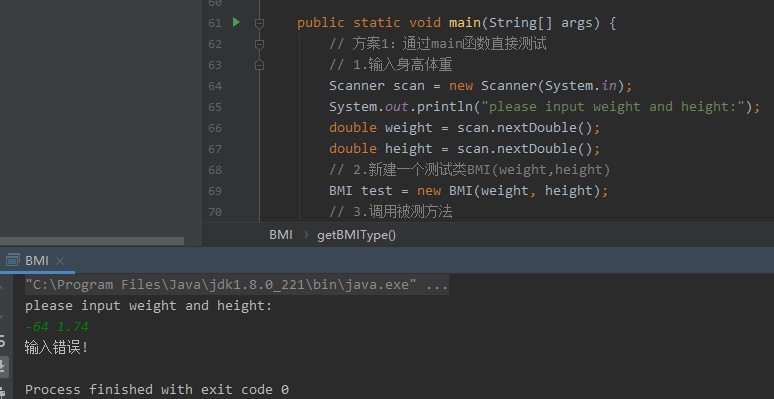 60
61 public static void main(String[] args) {
62 // 方案1: 通过main函数直接测试
63 // 1.输入身高体重
64 Scanner scan = new Scanner(System.in);
65 System.out.println("please input weight and height:");
66 double weight = scan.nextDouble();
67 double height = scan.nextDouble();
68 // 2.新建一个测试类BMI(weight,height)
69 BMI test = new BMI(weight, height);
70 // 3.调用被测方法
BMI › getBMIType()
BMI ×
"C:\Program Files\Java\jdk1.8.0_221\bin\java.exe" ...
please input weight and height:
-64 1.74
输入错误!
Process finished with exit code 0